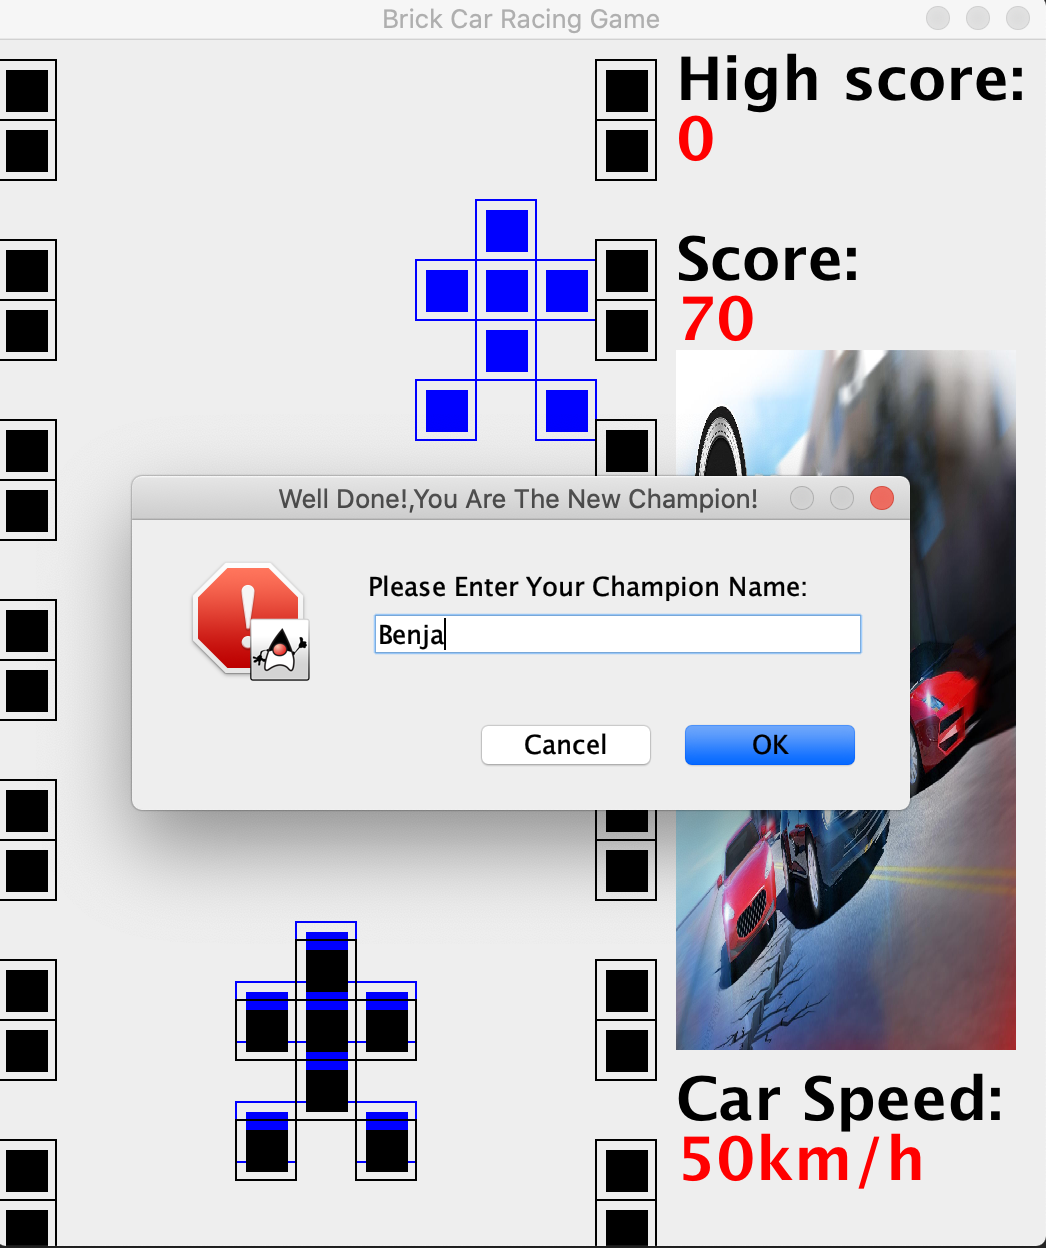 Brick Car Racing Game
High score:
0
Score:
70
Well Done!,You Are The New Champion!
Please Enter Your Champion Name:
Benja
Cancel
OK
Car Speed:
50km/h